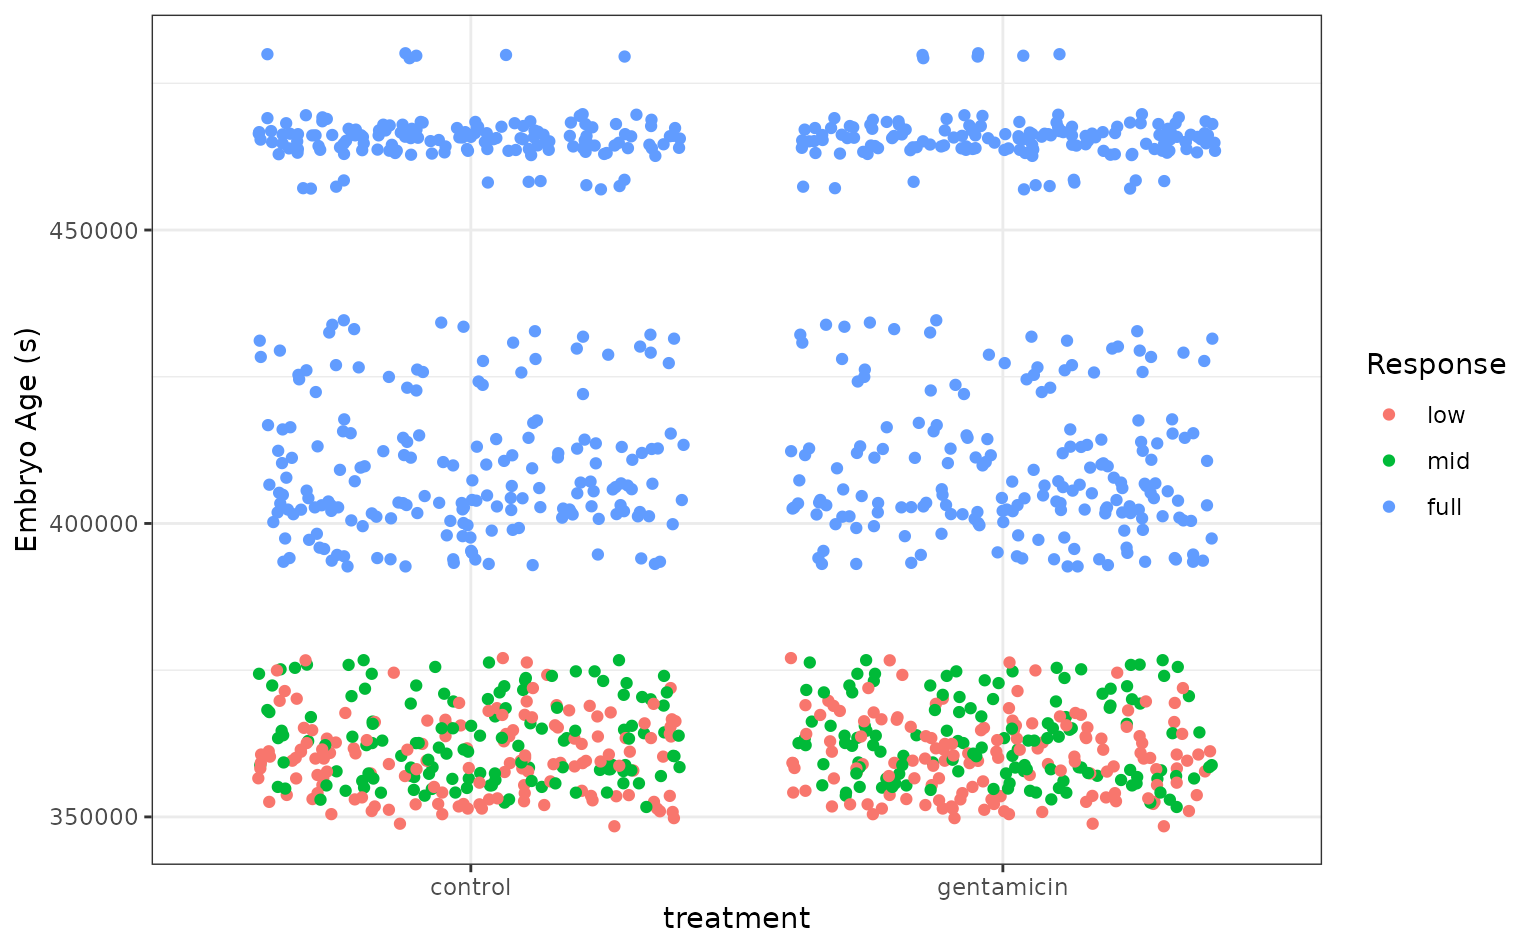 450000
400000
350000
Embryo Age (s)
control
gentamicin
treatment
Response
low
mid
full